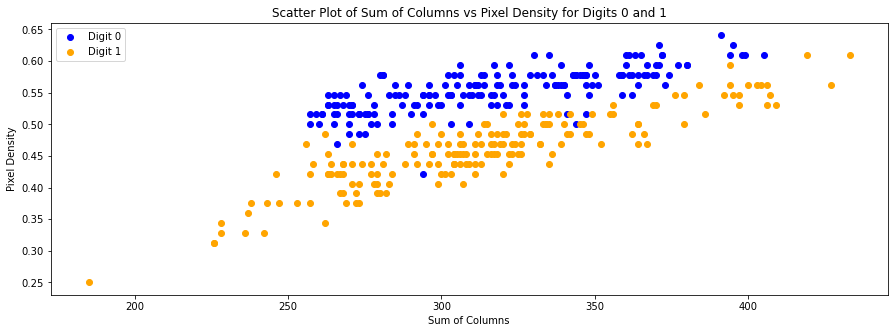 Scatter Plot of Sum of Columns vs Pixel Density for Digits 0 and 1
Digit 0
Digit 1
Pixel Density
0.65
0.60
0.55
0.50
0.45
0.40
0.35
0.30
0.25
200 250 300 350 400
Sum of Columns